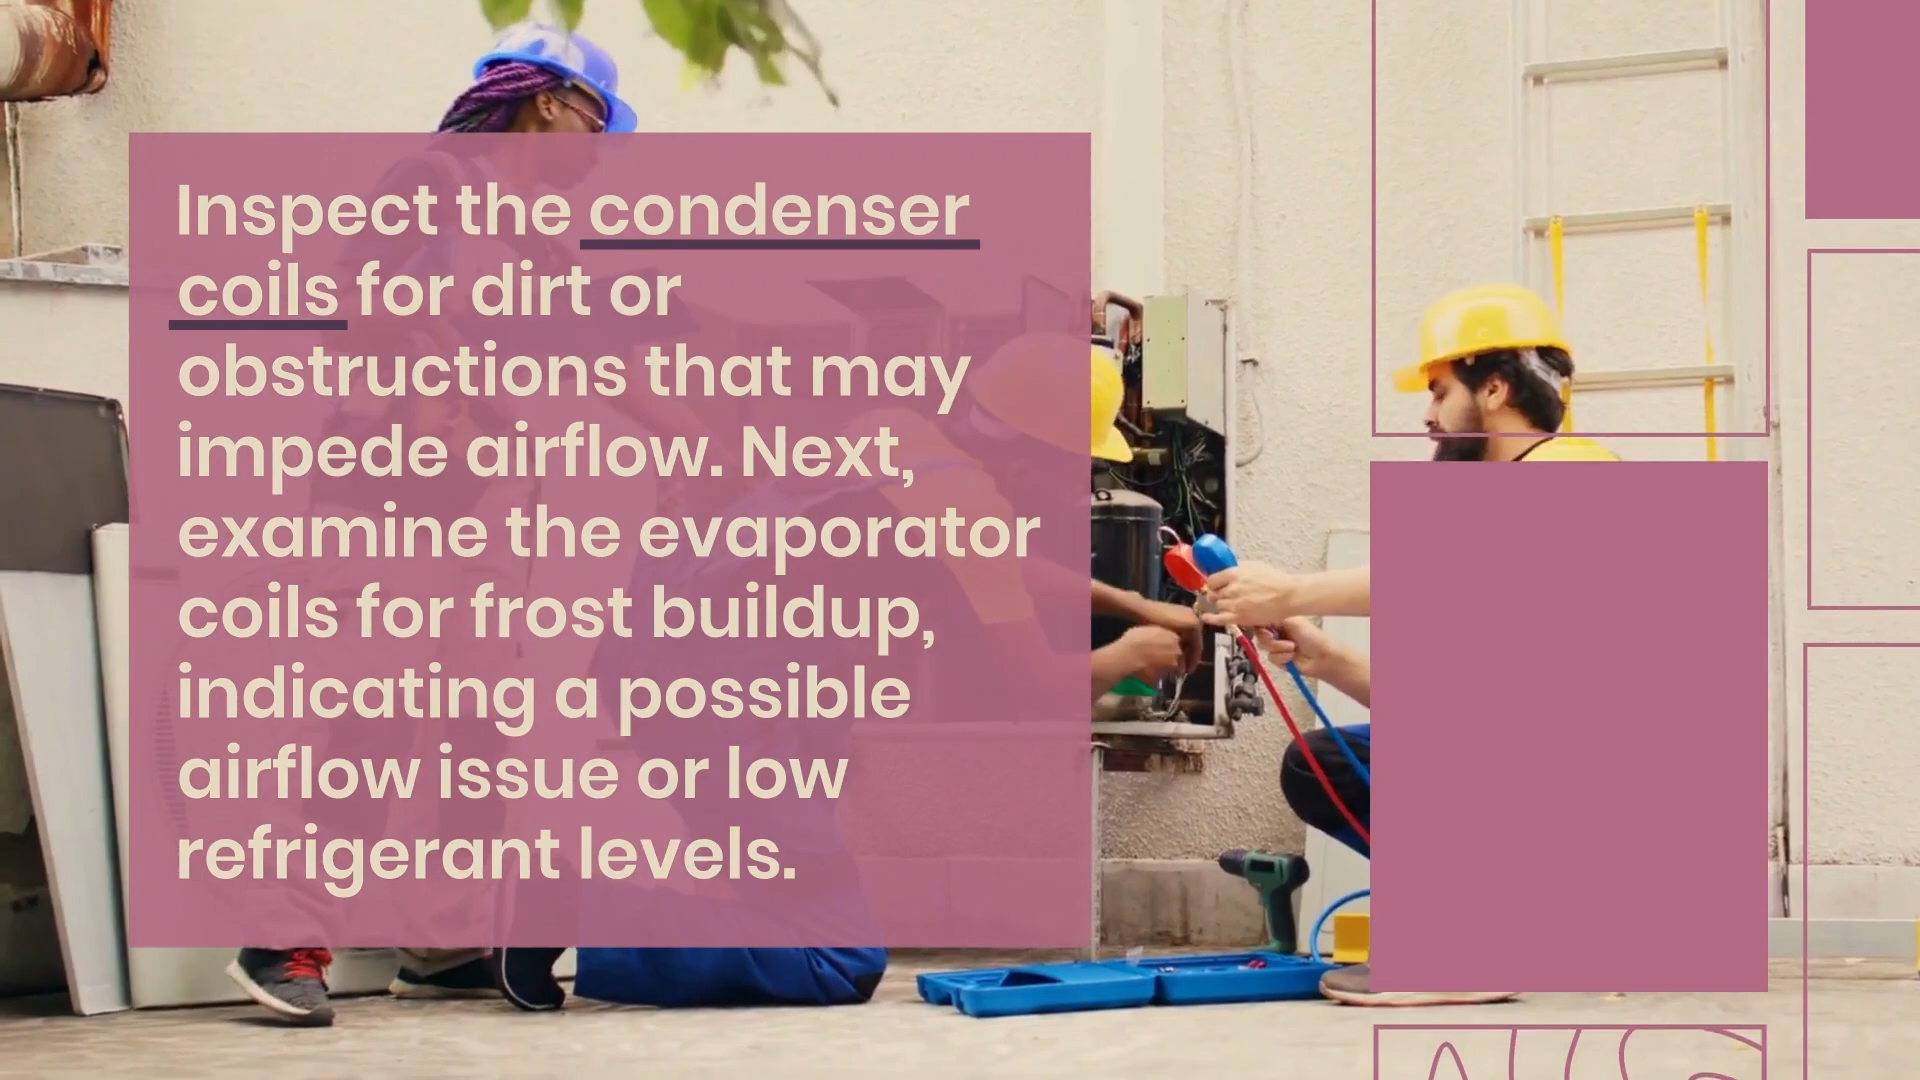 Inspect the condenser
coils for dirt or
obstructions that may
impede airflow. Next,
examine the evaporator
coils for frost buildup,
indicating a possible
airflow issue or low
refrigerant levels.